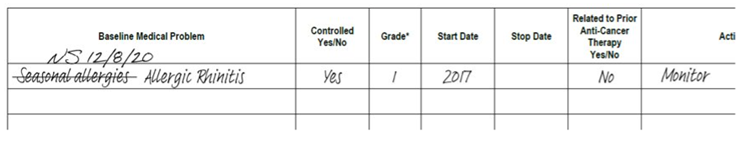 Baseline Medical Problem Controlled Yes/No Grade* Start Date Stop Date Related to Prior Anti-Cancer Therapy Yes/No Acti
NS 12/8/20
Seasonal allergies Allergic Rhinitis Yes 1 2017 No Monitor